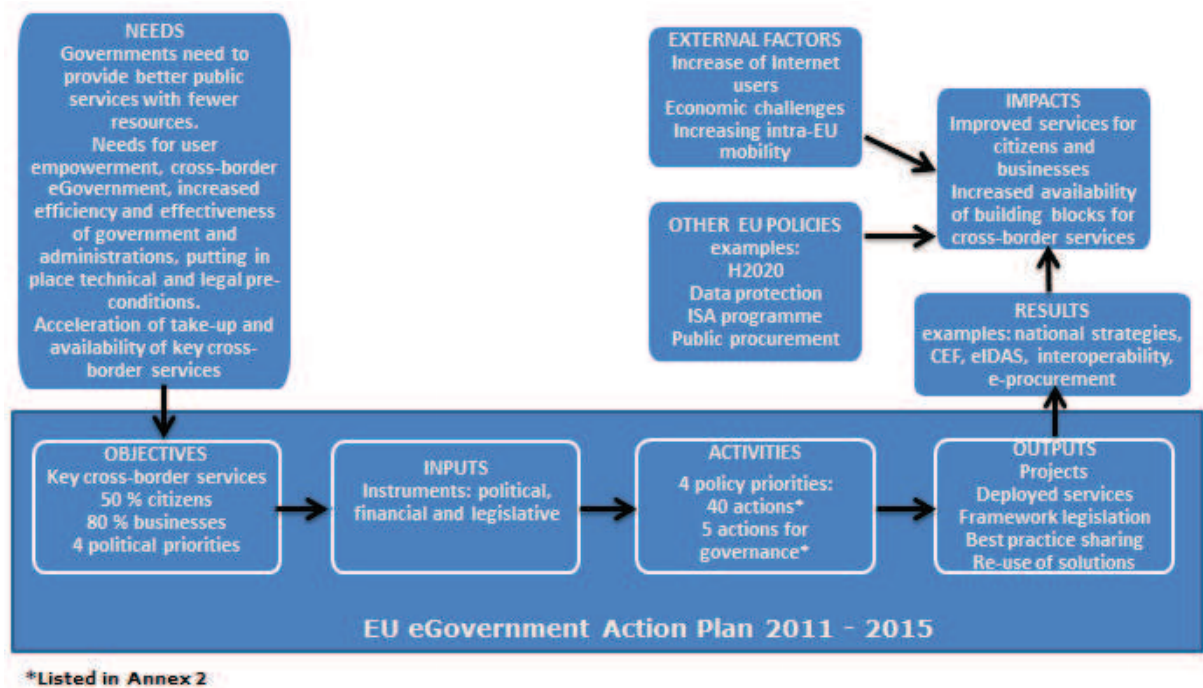 NEEDS
Governments need to
provide better public
services with fewer
resources.
Needs for user
empowerment, cross-border
eGovernment, increased
efficiency and effectiveness
of government and
administrations, putting in
place technical and legal pre-
conditions.
Acceleration of take-up and
availability of key cross-
border services
EXTERNAL FACTORS
Increase of Internet
users
Economic challenges
Increasing intra-EU
mobility
OTHER EU POLICIES
examples:
H2020
Data protection
ISA programme
Public procurement
IMPACTS
Improved services for
citizens and
businesses
Increased availability
of building blocks for
cross-border services
RESULTS
examples: national strategies,
CEF, eIDAS, interoperability,
e-procurement
OBJECTIVES
Key cross-border services
50 % citizens
80 % businesses
4 political priorities
INPUTS
Instruments: political,
financial and legislative
ACTIVITIES
4 policy priorities:
40 actions*
5 actions for
governance*
OUTPUTS
Projects
Deployed services
Framework legislation
Best practice sharing
Re-use of solutions
EU eGovernment Action Plan 2011 - 2015
*Listed in Annex 2